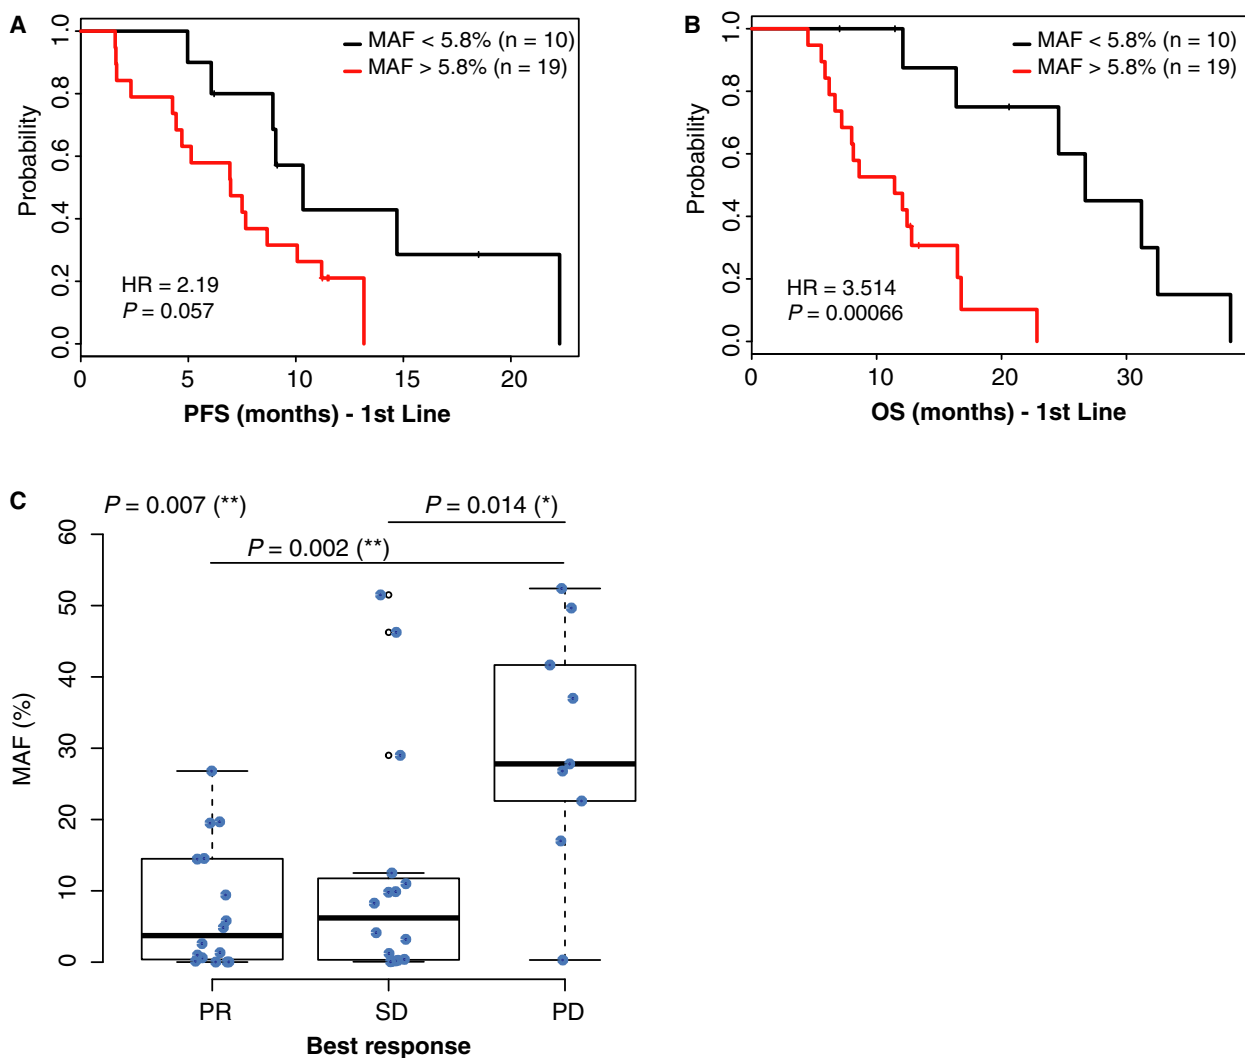 A
MAF < 5.8% (n = 10)
MAF > 5.8% (n = 19)
Probability
0.0 0.2 0.4 0.6 0.8 1.0
HR = 2.19
P = 0.057
0 5 10 15 20
PFS (months) - 1st Line
B
MAF < 5.8% (n = 10)
MAF > 5.8% (n = 19)
Probability
0.0 0.2 0.4 0.6 0.8 1.0
HR = 3.514
P = 0.00066
0 10 20 30
OS (months) - 1st Line
C
P = 0.007 (**)
P = 0.014 (*)
P = 0.002 (**)
MAF (%)
0 10 20 30 40 50 60
PR SD PD
Best response